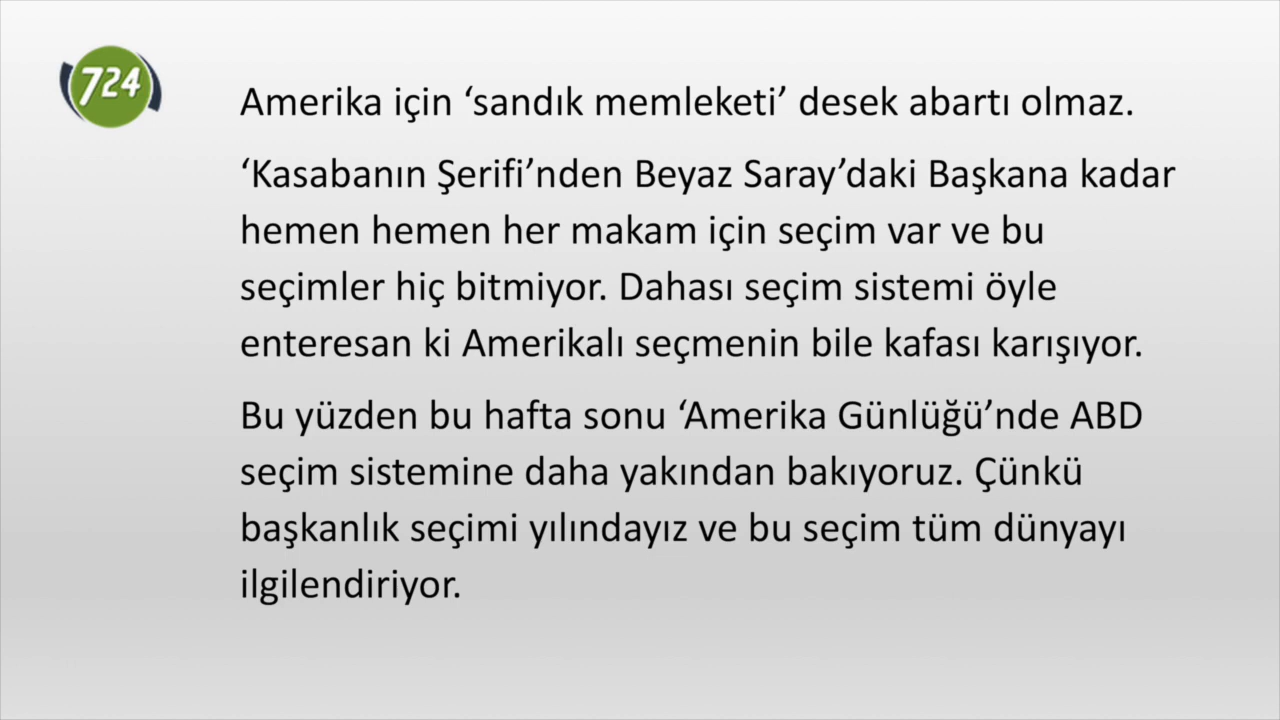 724
Amerika için ‘sandık memleketi’ desek abartı olmaz.
‘Kasabanın Şerifi’nden Beyaz Saray’daki Başkana kadar
hemen hemen her makam için seçim var ve bu
seçimler hiç bitmiyor. Dahası seçim sistemi öyle
enteresan ki Amerikalı seçmenin bile kafası karışıyor.
Bu yüzden bu hafta sonu ‘Amerika Günlüğü’nde ABD
seçim sistemine daha yakından bakıyoruz. Çünkü
başkanlık seçimi yılındayız ve bu seçim tüm dünyayı
ilgilendiriyor.